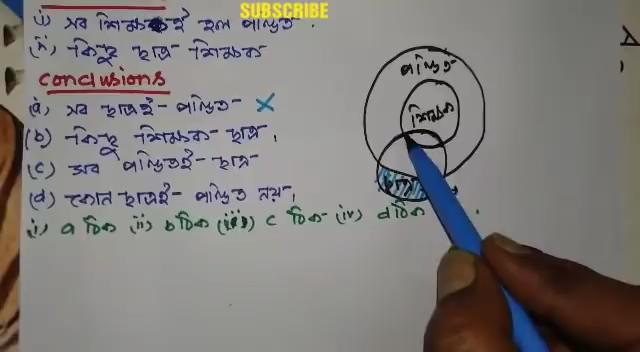 SUBSCRIBE
i) সব শিক্ষকই হল পন্ডিত.
(ii) কিছু ছাত্র শিক্ষক
Conclusions
(a) সব ছাত্রই- পন্ডিত- X
(b) কিছু শিক্ষক- ছাত্র।
(c) সব পন্ডিতই- ছাত্র
(d) কোন ছাত্রই- পন্ডিত নয়।
(i) a ঠিক (ii) b ঠিক (iii) c ঠিক- (iv) d ঠিক
পন্ডিত
শিক্ষক